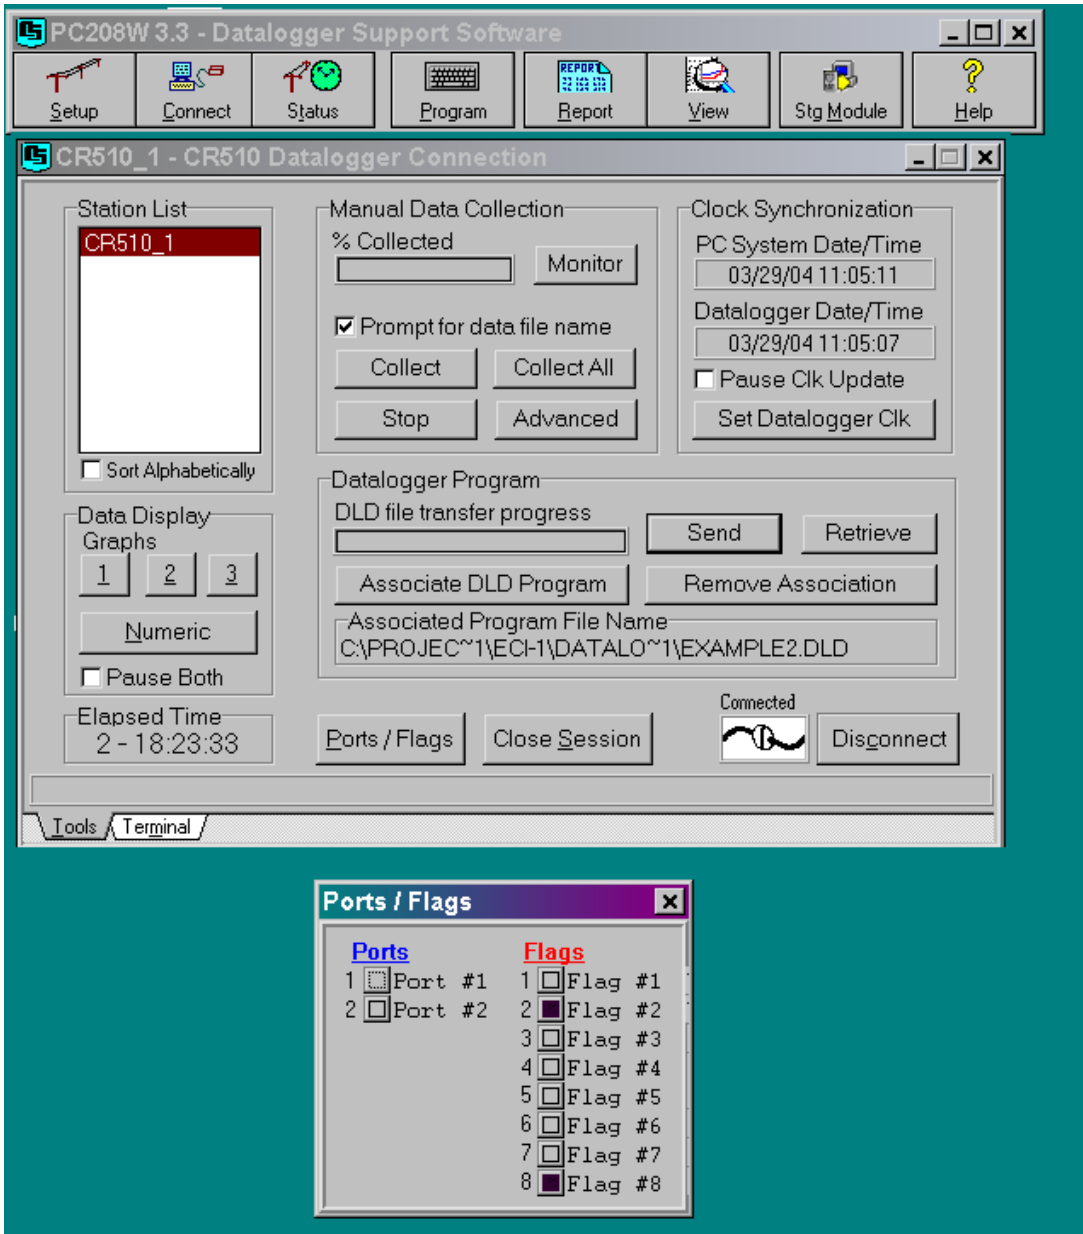 PC208W 3.3 - Datalogger Support Software
Setup
Connect
Status
Program
REPORT
Report
View
Stg Module
Help
CR510_1 - CR510 Datalogger Connection
Station List
CR510_1
Sort Alphabetically
Data Display
Graphs
1 2 3
Numeric
Pause Both
Elapsed Time
2 - 18:23:33
Manual Data Collection
% Collected
Monitor
Prompt for data file name
Collect
Collect All
Stop
Advanced
Clock Synchronization
PC System Date/Time
03/29/04 11:05:11
Datalogger Date/Time
03/29/04 11:05:07
Pause Clk Update
Set Datalogger Clk
Datalogger Program
DLD file transfer progress
Send
Retrieve
Associate DLD Program
Remove Association
Associated Program File Name
C:\PROJEC~1\ECI-1\DATALO~1\EXAMPLE2.DLD
Ports / Flags
Close Session
Connected
Disconnect
Tools
Terminal
Ports / Flags
Ports
1 Port #1
2 Port #2
Flags
1 Flag #1
2 Flag #2
3 Flag #3
4 Flag #4
5 Flag #5
6 Flag #6
7 Flag #7
8 Flag #8